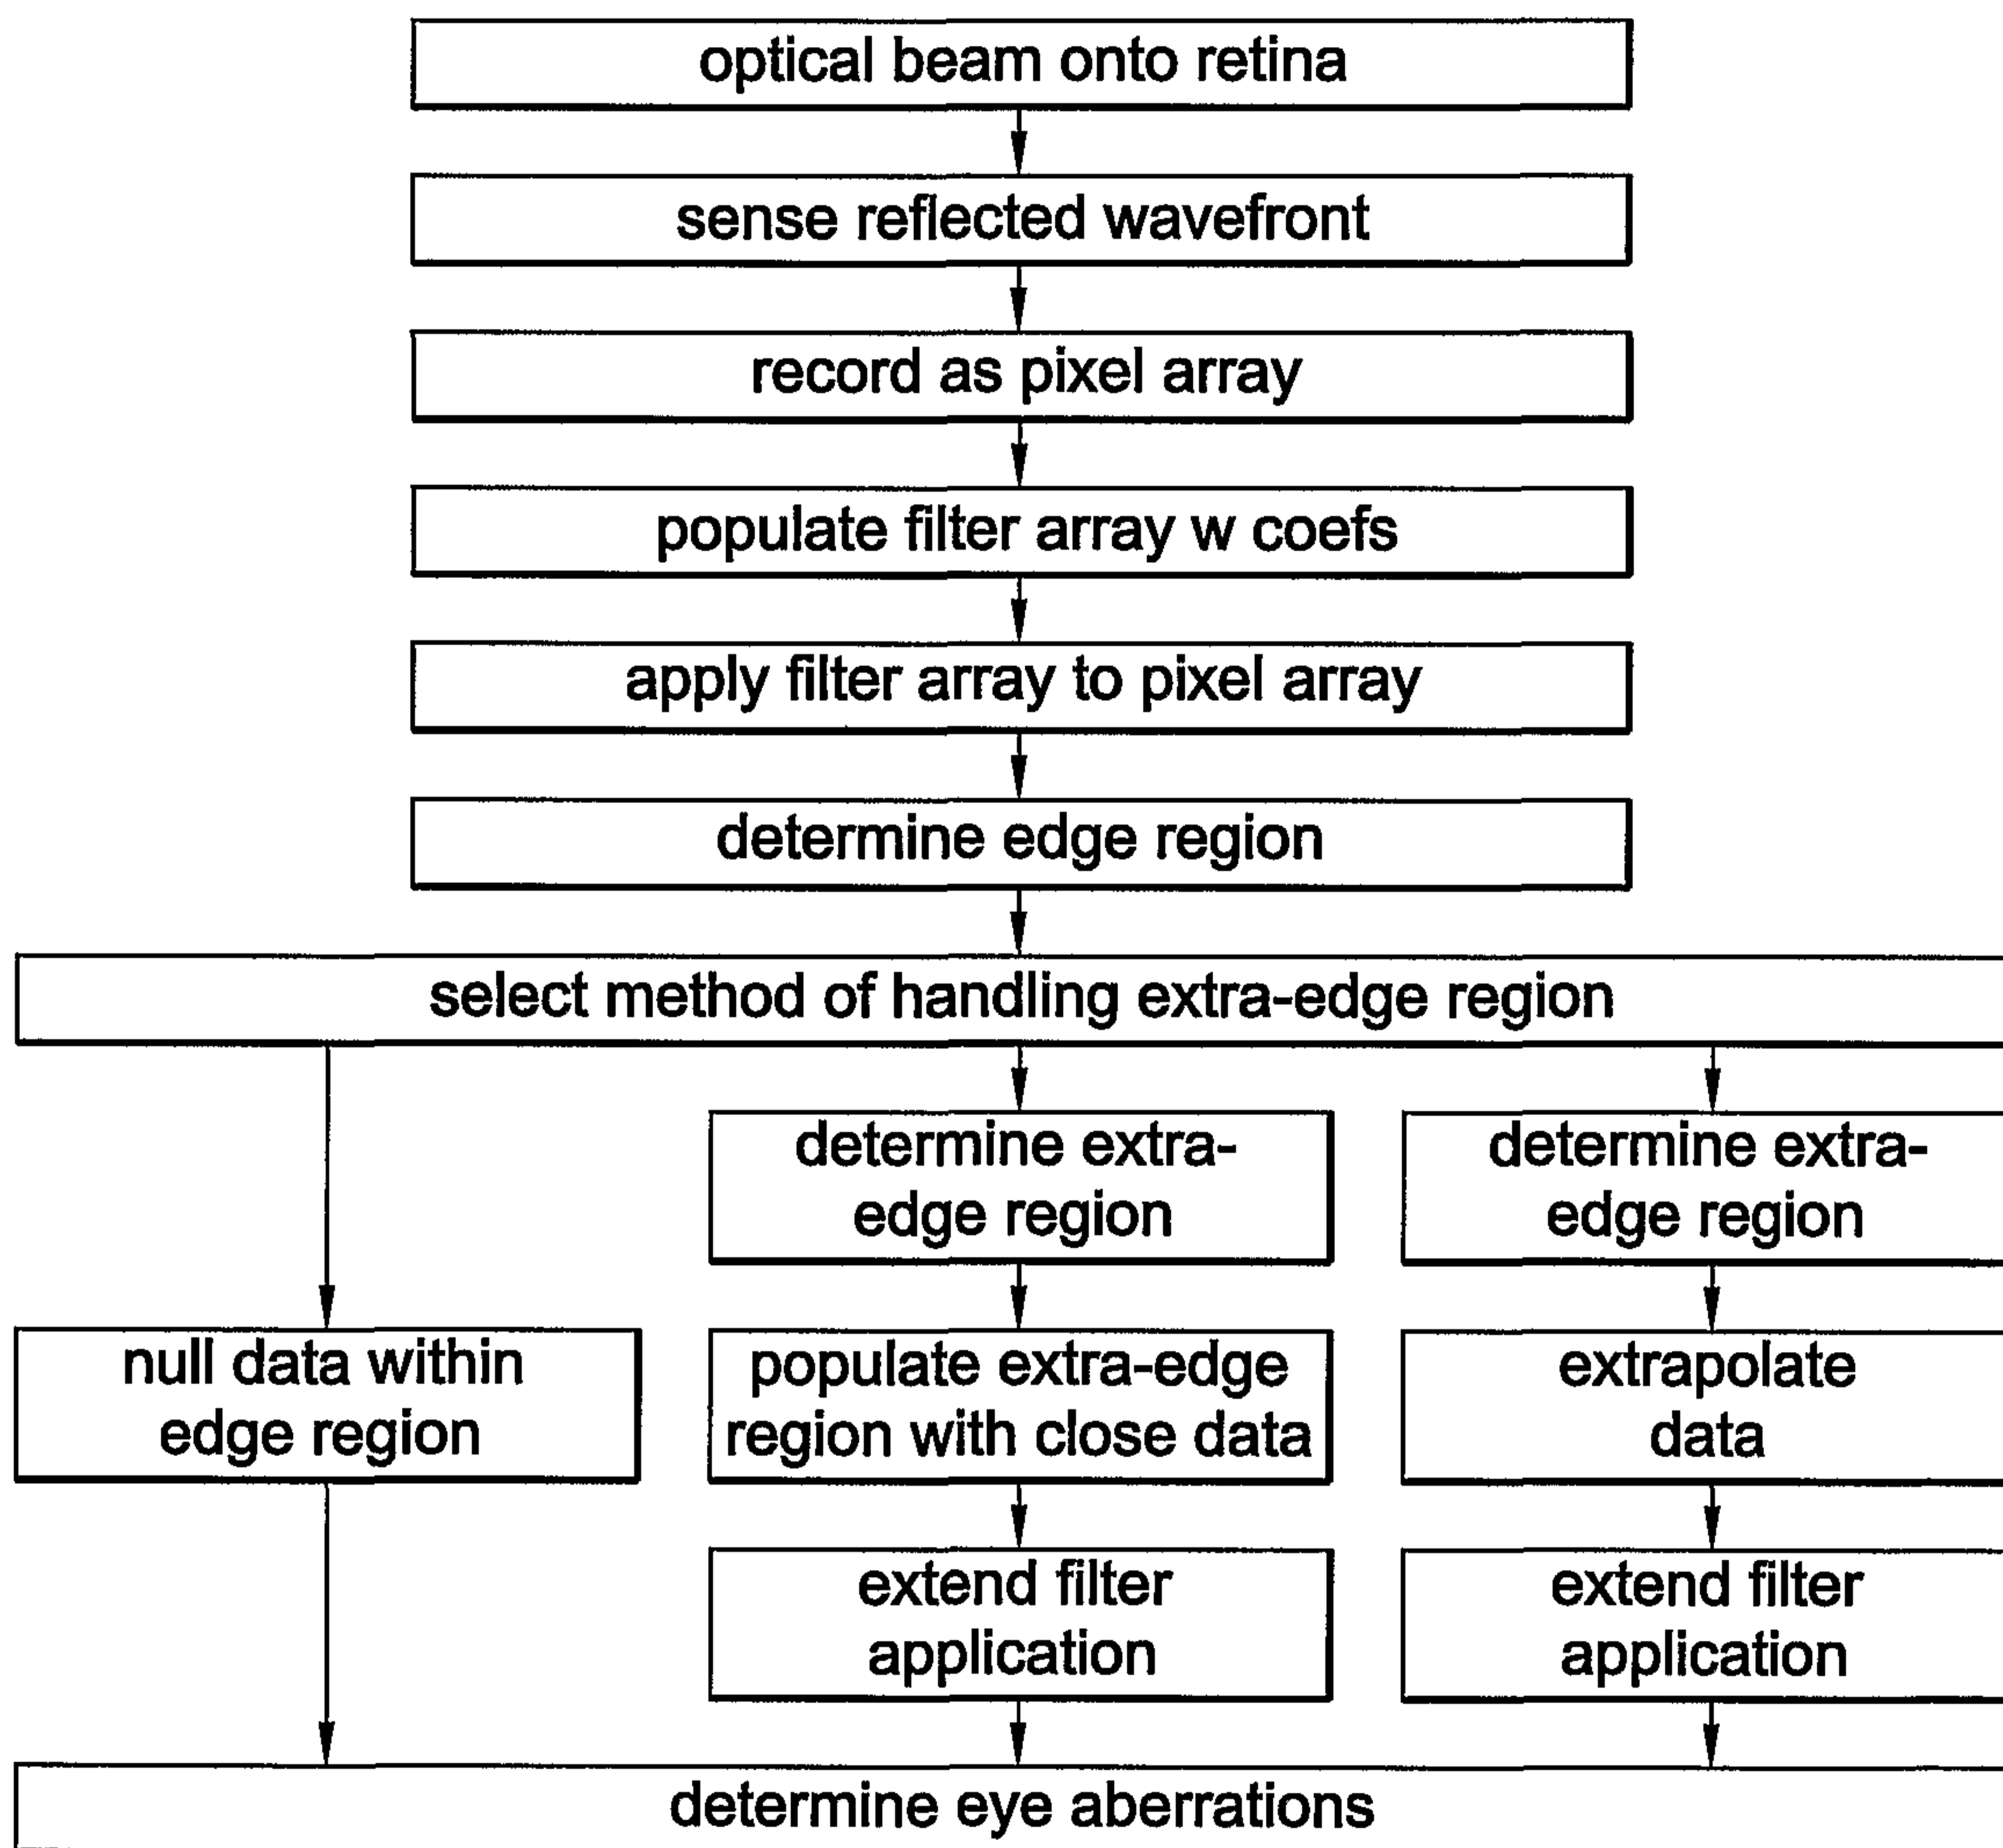 optical beam onto retina
sense reflected wavefront
record as pixel array
populate filter array w coefs
apply filter array to pixel array
determine edge region
select method of handling extra-edge region
determine extra-
edge region
determine extra-
edge region
null data within
edge region
populate extra-edge
region with close data
extrapolate
data
extend filter
application
extend filter
application
determine eye aberrations